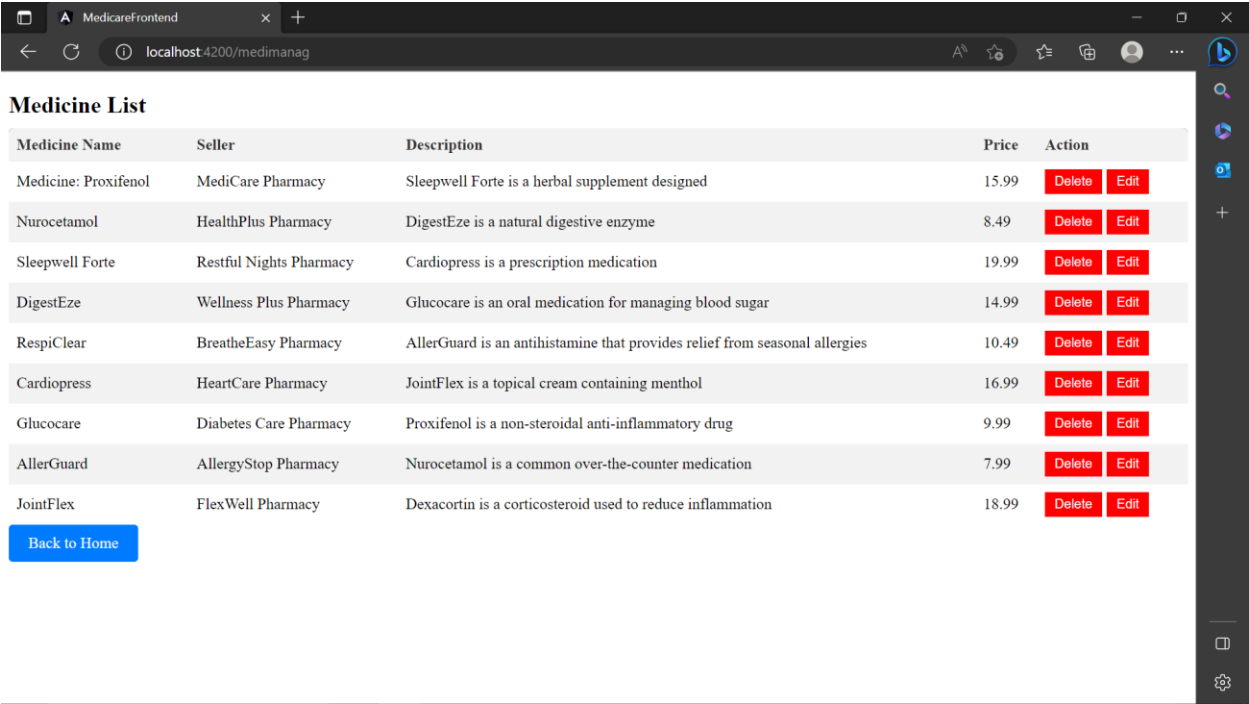 MedicareFrontend
localhost:4200/medimanag
Medicine List
Medicine Name Seller Description Price Action
Medicine: Proxifenol MediCare Pharmacy Sleepwell Forte is a herbal supplement designed 15.99 Delete Edit
Nurocetamol HealthPlus Pharmacy DigestEze is a natural digestive enzyme 8.49 Delete Edit
Sleepwell Forte Restful Nights Pharmacy Cardiopress is a prescription medication 19.99 Delete Edit
DigestEze Wellness Plus Pharmacy Glucocare is an oral medication for managing blood sugar 14.99 Delete Edit
RespiClear BreatheEasy Pharmacy AllerGuard is an antihistamine that provides relief from seasonal allergies 10.49 Delete Edit
Cardiopress HeartCare Pharmacy JointFlex is a topical cream containing menthol 16.99 Delete Edit
Glucocare Diabetes Care Pharmacy Proxifenol is a non-steroidal anti-inflammatory drug 9.99 Delete Edit
AllerGuard AllergyStop Pharmacy Nurocetamol is a common over-the-counter medication 7.99 Delete Edit
JointFlex FlexWell Pharmacy Dexacortin is a corticosteroid used to reduce inflammation 18.99 Delete Edit
Back to Home